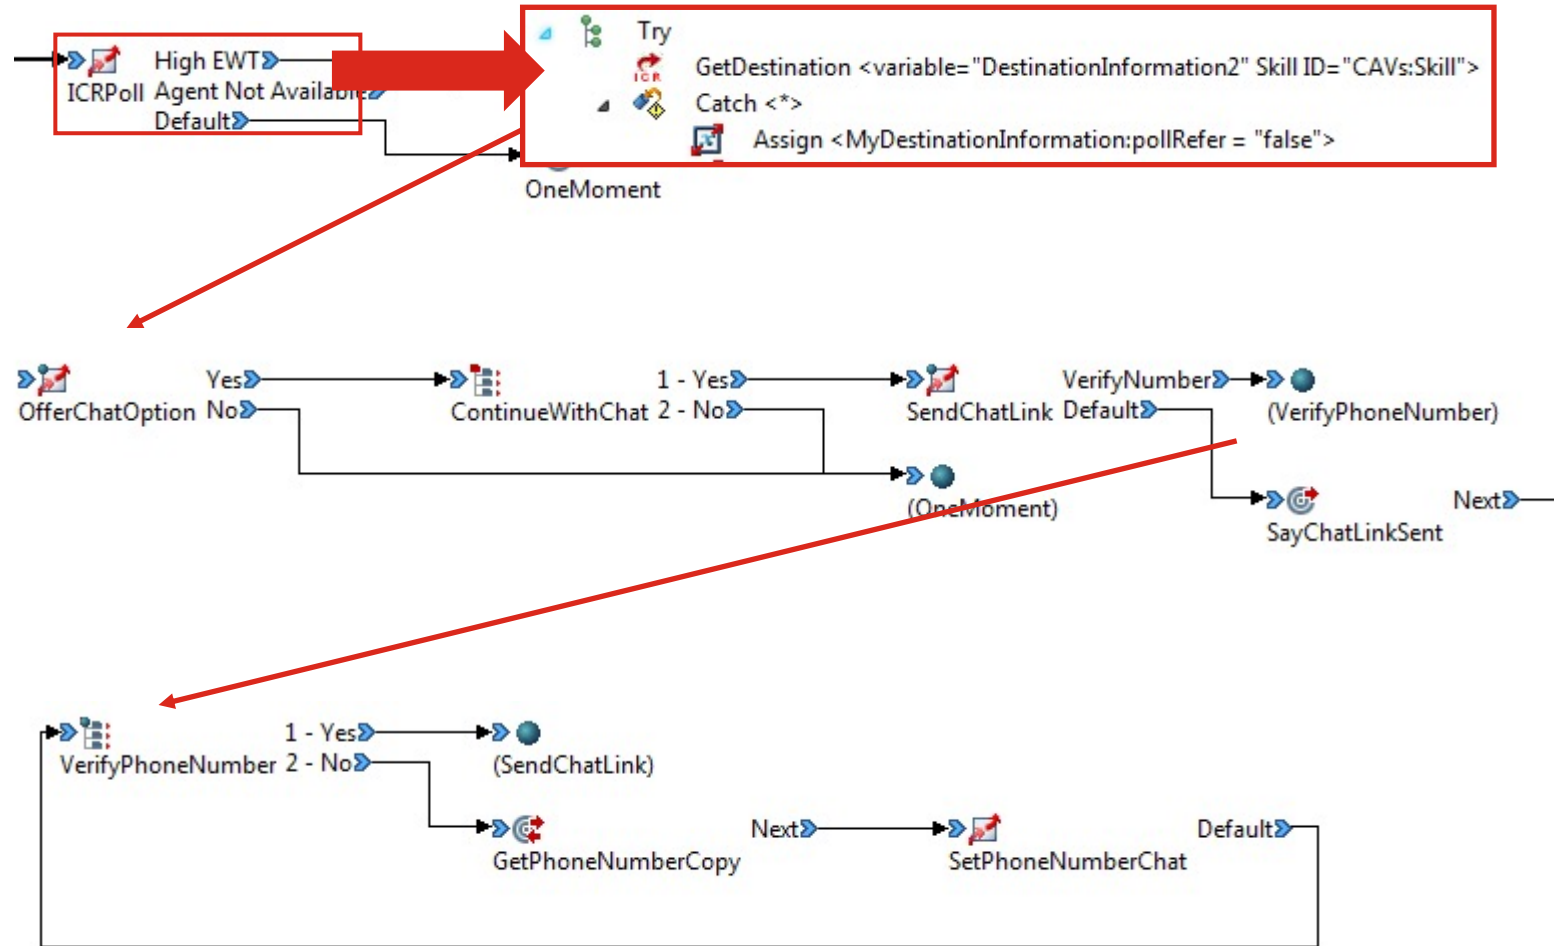 Try
High EWT
GetDestination <variable="DestinationInformation2" Skill ID="CAVs:Skill">
ICR
ICRPoll
Agent Not Available
Catch <*>
Default
Assign <MyDestinationInformation:pollRefer = "false">
OneMoment
Yes
1 - Yes
VerifyNumber
OfferChatOption
No
ContinueWithChat
2 - No
SendChatLink
Default
(VerifyPhoneNumber)
(OneMoment)
Next
SayChatLinkSent
1 - Yes
VerifyPhoneNumber
2 - No
(SendChatLink)
Next
Default
GetPhoneNumberCopy
SetPhoneNumberChat